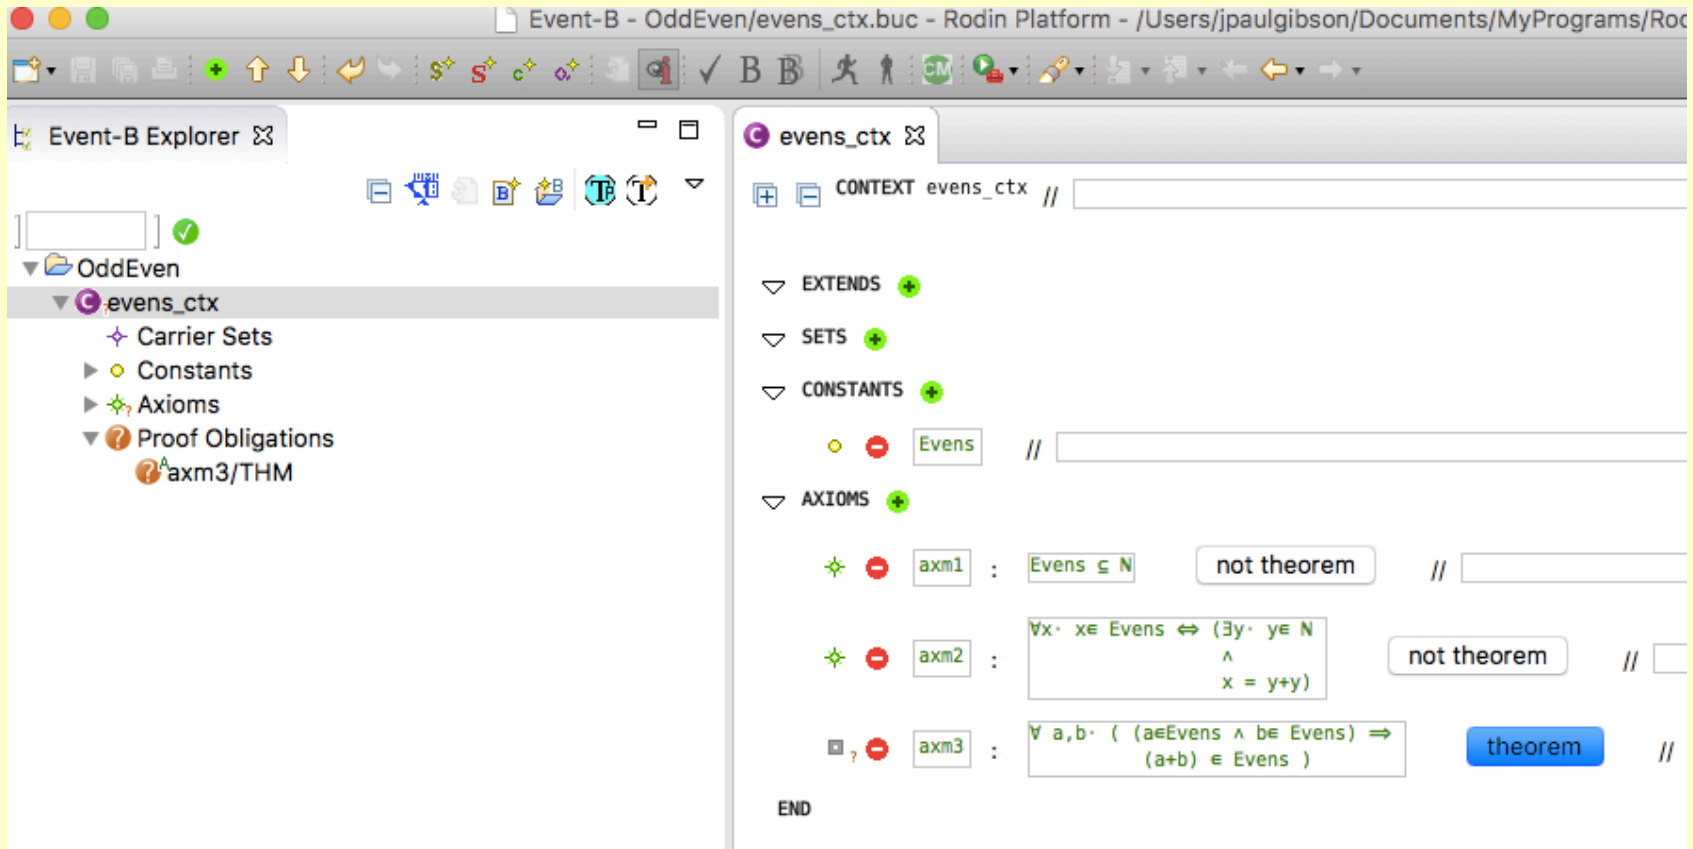 Event-B - OddEven/evens_ctx.buc - Rodin Platform - /Users/jpaulgibson/Documents/MyPrograms/Roc
Event-B Explorer
OddEven
evens_ctx
Carrier Sets
Constants
Axioms
Proof Obligations
axm3/THM
evens_ctx
CONTEXT evens_ctx //
EXTENDS
SETS
CONSTANTS
Evens //
AXIOMS
axm1 : Evens ⊆ ℕ not theorem //
axm2 : ∀x· x∈ Evens ⇔ (∃y· y∈ ℕ not theorem //
∧
x = y+y)
axm3 : ∀ a,b· ( (a∈Evens ∧ b∈ Evens) ⇒ theorem //
(a+b) ∈ Evens )
END